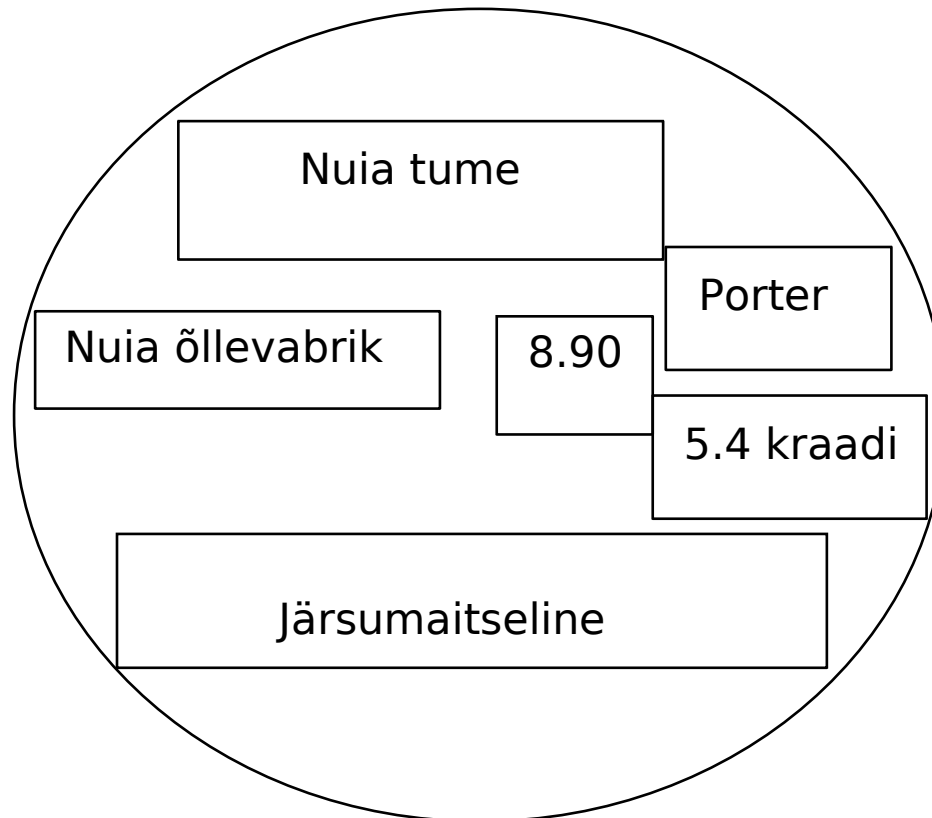 Nuia tume
Porter
Nuia õllevabrik
8.90
5.4 kraadi
Järsumaitseline